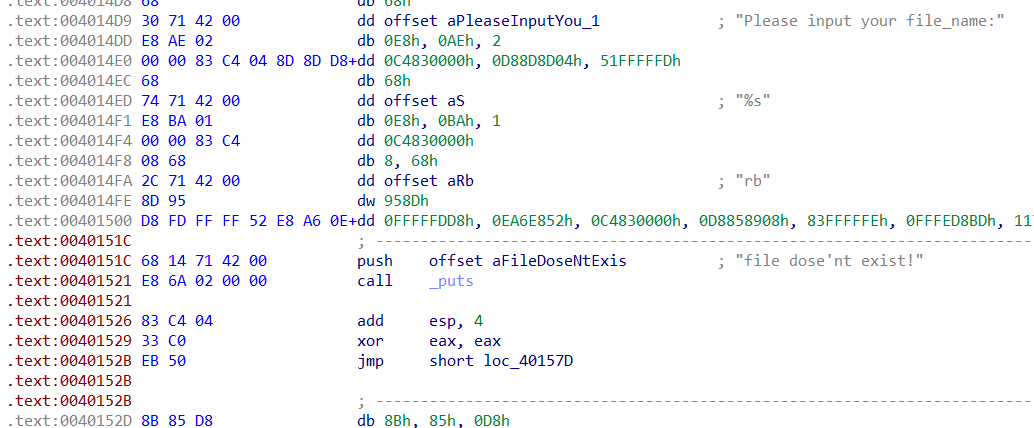 .text:004014D8 68 db 68h
.text:004014D9 30 71 42 00 dd offset aPleaseInputYou_1 ; "Please input your file_name:"
.text:004014DD E8 AE 02 db 0E8h, 0AEh, 2
.text:004014E0 00 00 83 C4 04 8D 8D D8+dd 0C4830000h, 0D88D8D04h, 51FFFFFDh
.text:004014EC 68 db 68h
.text:004014ED 74 71 42 00 dd offset aS ; "%s"
.text:004014F1 E8 BA 01 db 0E8h, 0BAh, 1
.text:004014F4 00 00 83 C4 dd 0C4830000h
.text:004014F8 08 68 db 8, 68h
.text:004014FA 2C 71 42 00 dd offset aRb ; "rb"
.text:004014FE 8D 95 dw 958Dh
.text:00401500 D8 FD FF FF 52 E8 A6 0E+dd 0FFFFFDD8h, 0EA6E852h, 0C4830000h, 0D8858908h, 83FFFFFEh, 0FFFED8BDh, 117
.text:0040151C ; ---------------------------------------------------------------------------
.text:0040151C 68 14 71 42 00 push offset aFileDoseNtExis ; "file dose'nt exist!"
.text:00401521 E8 6A 02 00 00 call _puts
.text:00401521
.text:00401526 83 C4 04 add esp, 4
.text:00401529 33 C0 xor eax, eax
.text:0040152B EB 50 jmp short loc_40157D
.text:0040152B
.text:0040152B ; ---------------------------------------------------------------------------
.text:0040152D 8B 85 D8 db 8Bh, 85h, 0D8h